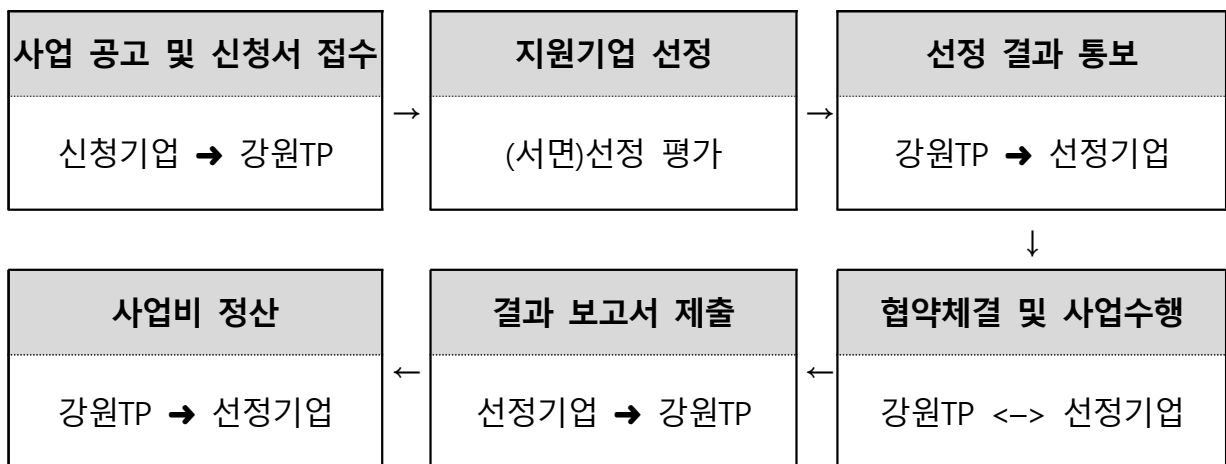 사업 공고 및 신청서 접수
신청기업 ➜ 강원TP
→
지원기업 선정
(서면)선정 평가
→
선정 결과 통보
강원TP ➜ 선정기업
↓
협약체결 및 사업수행
강원TP <-> 선정기업
←
결과 보고서 제출
선정기업 ➜ 강원TP
←
사업비 정산
강원TP ➜ 선정기업